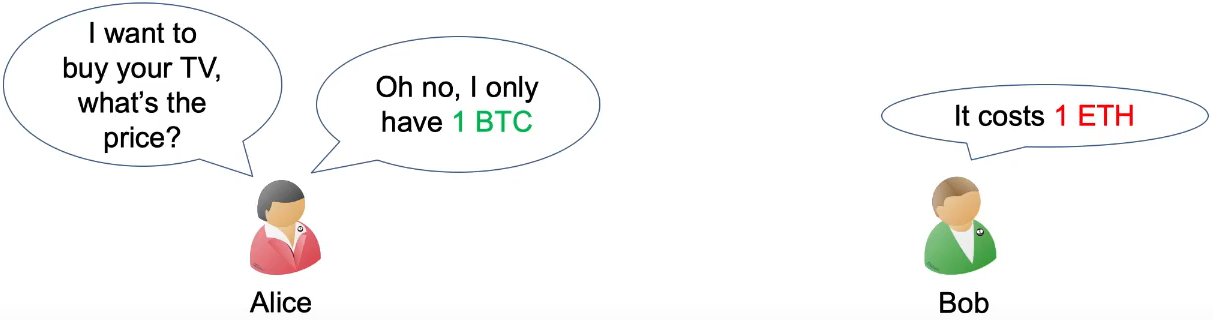 I want to
buy your TV,
what's the
price?
Oh no, I only
have 1 BTC
It costs 1 ETH
Alice
Bob